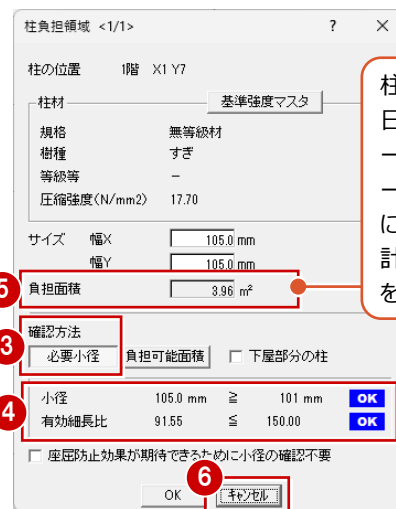 柱負担領域 <1/1> ? ×
柱の位置 1階 X1 Y7
柱材 基準強度マスタ
規格 無等級材
樹種 すぎ
等級等 −
圧縮強度(N/mm2) 17.70
サイズ 幅X 105.0 mm
幅Y 105.0 mm
5 負担面積 3.96 m²
柱
日
ー
ー
に
計
を
3 確認方法
必要小径 負担可能面積 下屋部分の柱
4 小径 105.0 mm ≧ 101 mm OK
有効細長比 91.55 ≦ 150.00 OK
座屈防止効果が期待できるために小径の確認不要
6
OK キャンセル